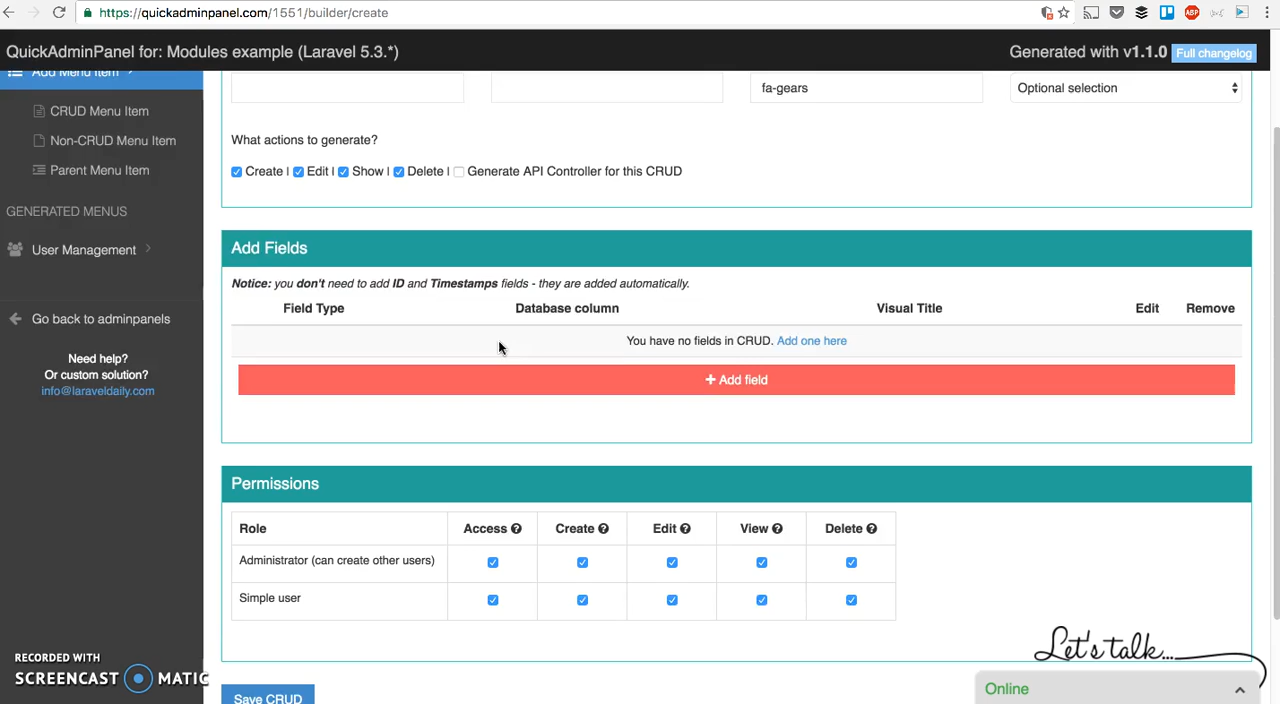 https://quickadminpanel.com/1551/builder/create
ABP
QuickAdminPanel for: Modules example (Laravel 5.3.*)
Generated with v1.1.0 Full changelog
Add Menu Item
CRUD Menu Item
Non-CRUD Menu Item
Parent Menu Item
GENERATED MENUS
User Management
Go back to adminpanels
Need help?
Or custom solution?
info@laraveldaily.com
fa-gears
Optional selection
What actions to generate?
Create | Edit | Show | Delete | Generate API Controller for this CRUD
Add Fields
Notice: you don't need to add ID and Timestamps fields - they are added automatically.
Field Type Database column Visual Title Edit Remove
You have no fields in CRUD. Add one here
+ Add field
Permissions
Role Access Create Edit View Delete
Administrator (can create other users)
Simple user
Save CRUD
RECORDED WITH
SCREENCAST MATIC
Let's talk...
Online